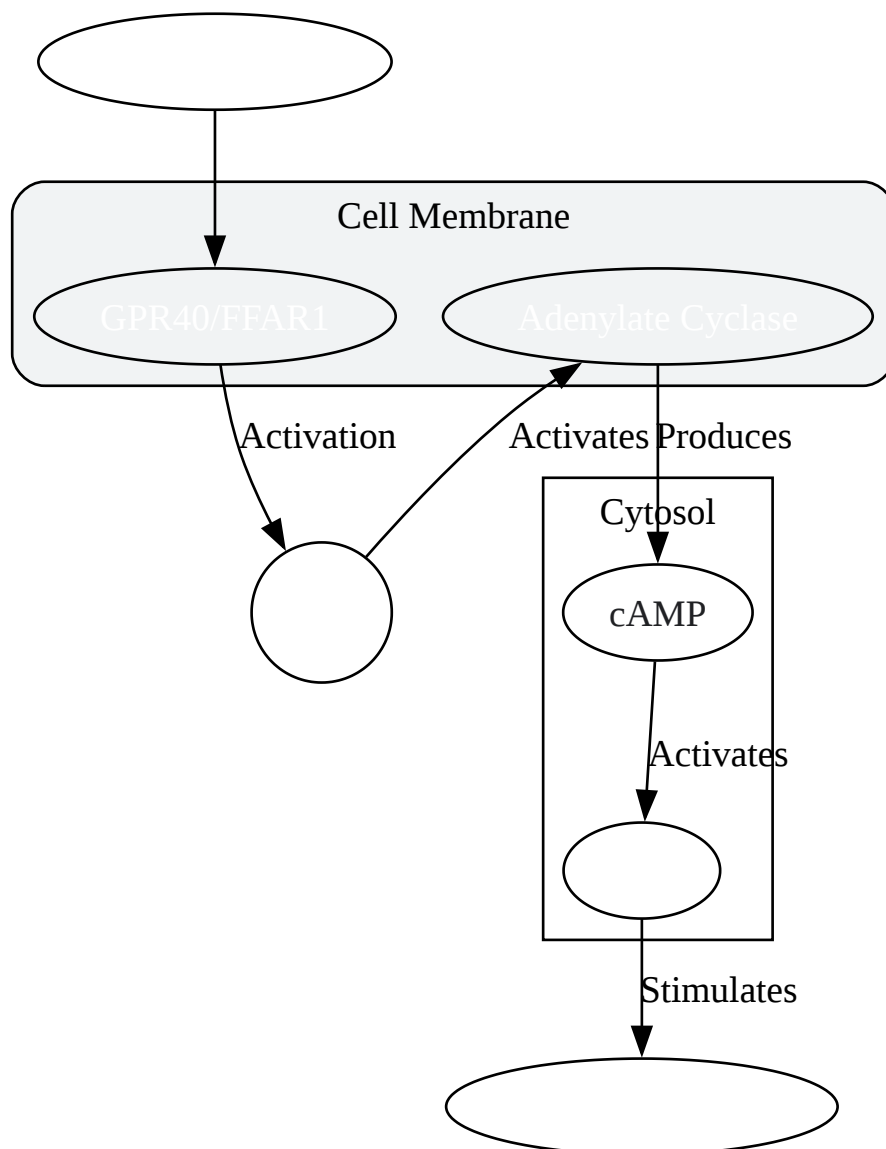 Cell Membrane
GPR40/FFAR1
Adenylate Cyclase
Activation
Activates
Produces
Cytosol
cAMP
Activates
Stimulates